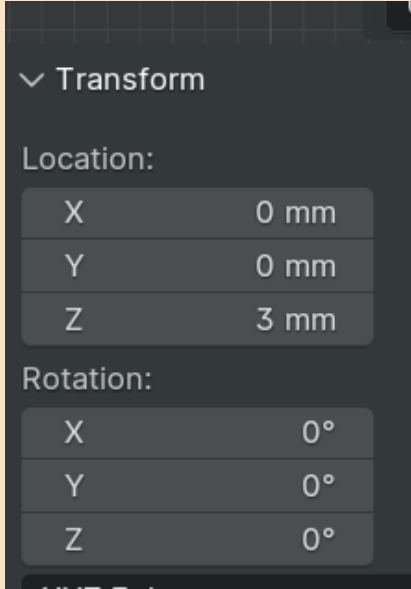 Transform
Location:
X 0 mm
Y 0 mm
Z 3 mm
Rotation:
X 0°
Y 0°
Z 0°